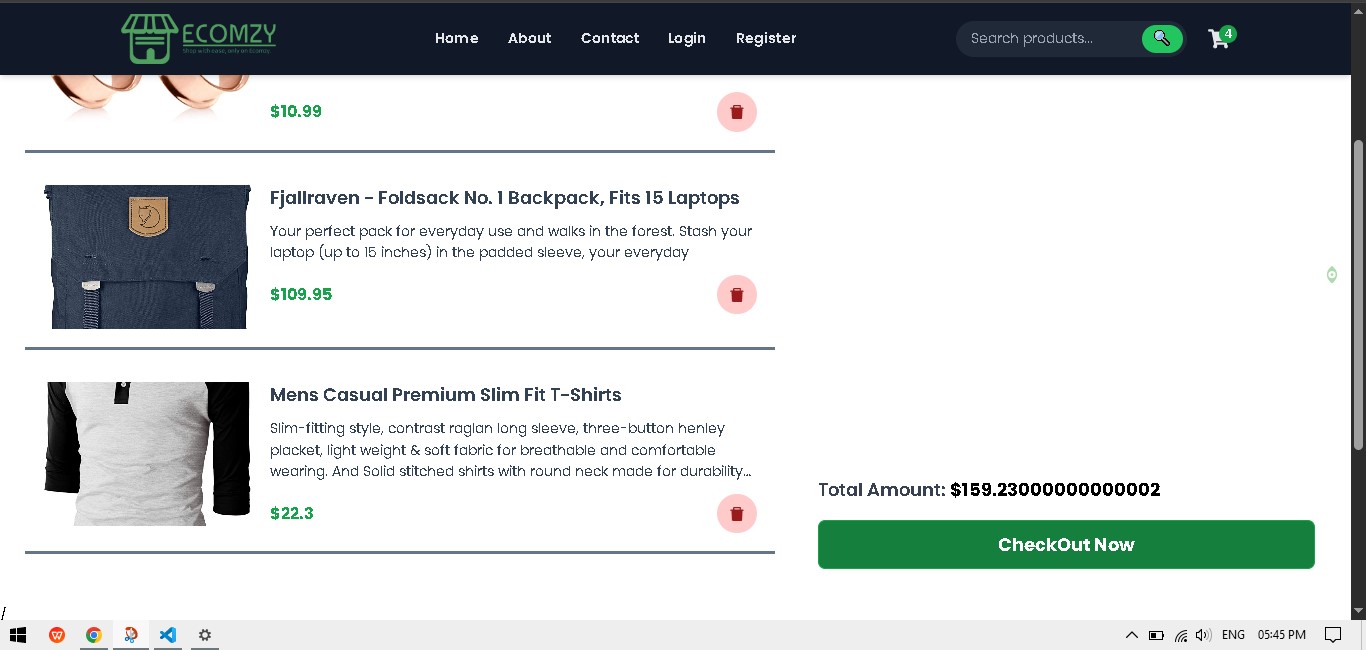 ECOMZY
Shop with ease, only on Ecomzy.
Home
About
Contact
Login
Register
Search products...
4
$10.99
Fjallraven - Foldsack No. 1 Backpack, Fits 15 Laptops
Your perfect pack for everyday use and walks in the forest. Stash your
laptop (up to 15 inches) in the padded sleeve, your everyday
$109.95
Mens Casual Premium Slim Fit T-Shirts
Slim-fitting style, contrast raglan long sleeve, three-button henley
placket, light weight & soft fabric for breathable and comfortable
wearing. And Solid stitched shirts with round neck made for durability...
$22.3
Total Amount: $159.23000000000002
CheckOut Now
/
ENG
05:45 PM